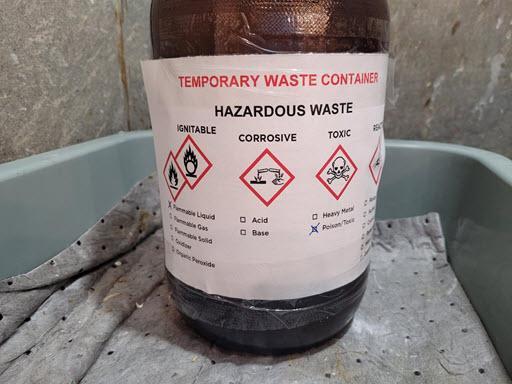 TEMPORARY WASTE CONTAINER
HAZARDOUS WASTE
IGNITABLE
CORROSIVE
TOXIC
Flammable Liquid
Flammable Gas
Flammable Solid
Oxidizer
Organic Peroxide
Acid
Base
Heavy Metal
Poison/Toxic